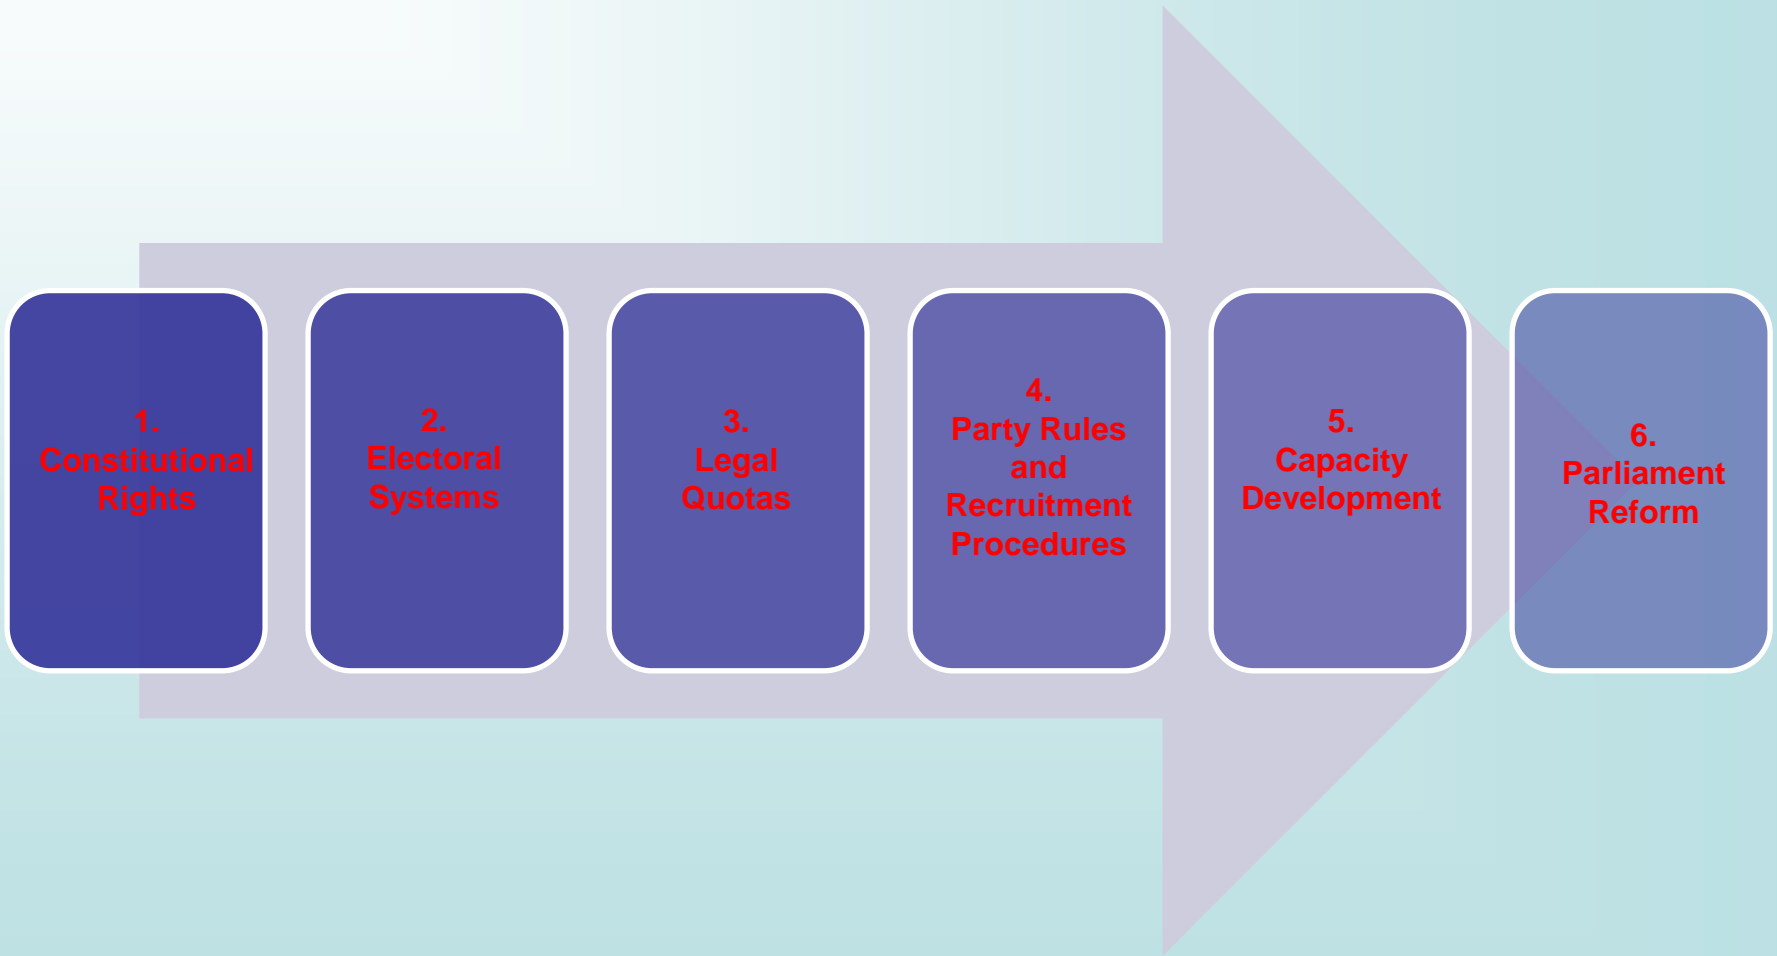 1.
Constitutional
Rights
2.
Electoral
Systems
3.
Legal
Quotas
4.
Party Rules
and
Recruitment
Procedures
5.
Capacity
Development
6.
Parliament
Reform